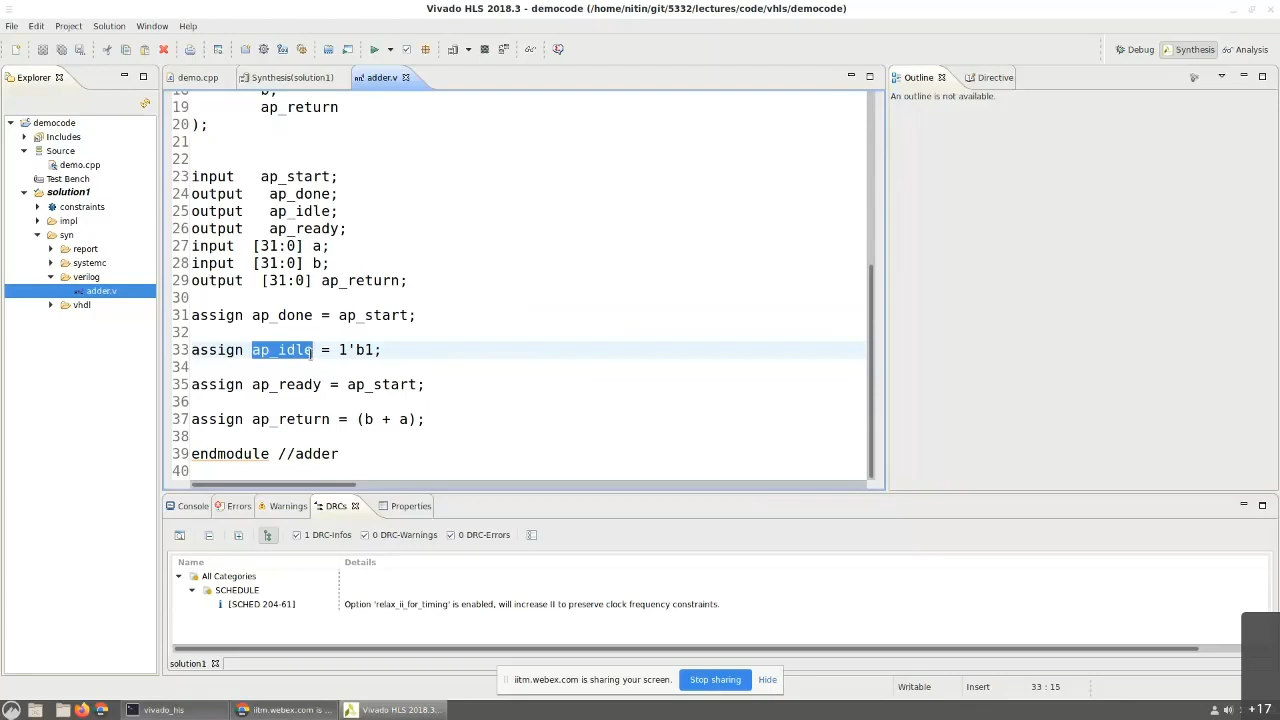 Vivado HLS 2018.3 - democode (/home/nitin/git/5332/lectures/code/vhls/democode)
File Edit Project Solution Window Help
Debug Synthesis Analysis
Explorer
democode
Includes
Source
demo.cpp
Test Bench
solution1
constraints
impl
syn
report
systemc
verilog
adder.v
vhdl
demo.cpp Synthesis(solution1) adder.v
18 b,
19 ap_return
20 );
21
22
23 input ap_start;
24 output ap_done;
25 output ap_idle;
26 output ap_ready;
27 input [31:0] a;
28 input [31:0] b;
29 output [31:0] ap_return;
30
31 assign ap_done = ap_start;
32
33 assign ap_idle = 1'b1;
34
35 assign ap_ready = ap_start;
36
37 assign ap_return = (b + a);
38
39 endmodule //adder
40
Outline Directive
An outline is not available.
Console Errors Warnings DRCs Properties
1 DRC-Infos 0 DRC-Warnings 0 DRC-Errors
Name Details
All Categories
SCHEDULE
[SCHED 204-61] Option 'relax_ii_for_timing' is enabled, will increase II to preserve clock frequency constraints.
solution1
iitm.webex.com is sharing your screen. Stop sharing Hide
Writable Insert 33 : 15
vivado_hls iitm.webex.com is ... Vivado HLS 2018.3... +17